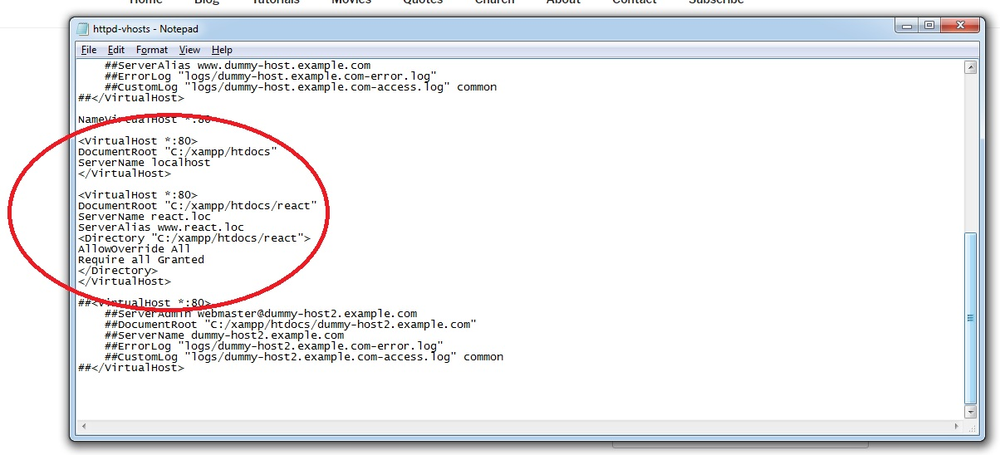 Home Blog Tutorials Movies Quotes Church About Contact Subscribe
httpd-vhosts - Notepad
File Edit Format View Help
##ServerAlias www.dummy-host.example.com
##ErrorLog "logs/dummy-host.example.com-error.log"
##CustomLog "logs/dummy-host.example.com-access.log" common
##</VirtualHost>
NameVirtualHost *:80
<VirtualHost *:80>
DocumentRoot "C:/xampp/htdocs"
ServerName localhost
</VirtualHost>
<VirtualHost *:80>
DocumentRoot "C:/xampp/htdocs/react"
ServerName react.loc
ServerAlias www.react.loc
<Directory "C:/xampp/htdocs/react">
AllowOverride All
Require all Granted
</Directory>
</VirtualHost>
##<VirtualHost *:80>
##ServerAdmin webmaster@dummy-host2.example.com
##DocumentRoot "C:/xampp/htdocs/dummy-host2.example.com"
##ServerName dummy-host2.example.com
##ErrorLog "logs/dummy-host2.example.com-error.log"
##CustomLog "logs/dummy-host2.example.com-access.log" common
##</VirtualHost>